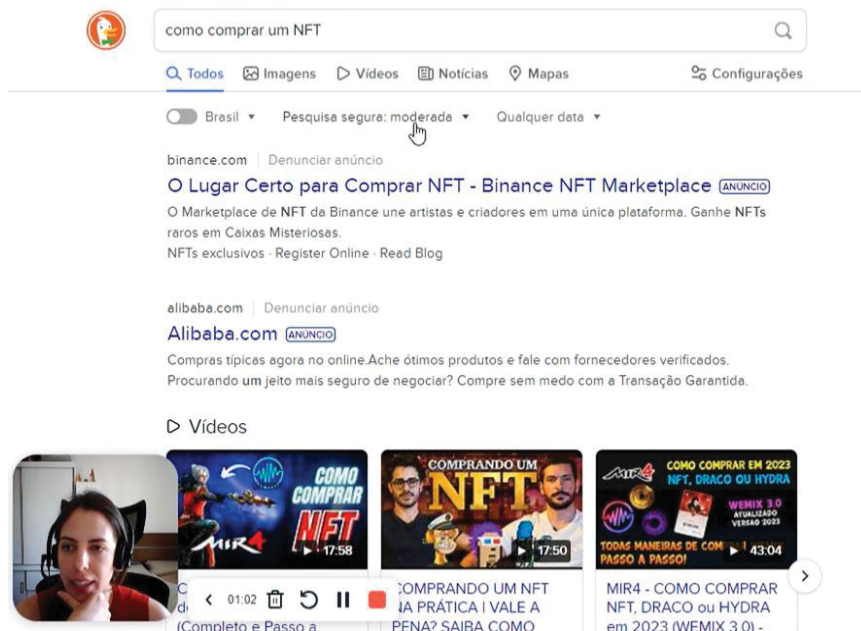 como comprar um NFT
Todos Imagens Vídeos Notícias Mapas Configurações
Brasil Pesquisa segura: moderada Qualquer data
binance.com Denunciar anúncio
O Lugar Certo para Comprar NFT - Binance NFT Marketplace ANÚNCIO
O Marketplace de NFT da Binance une artistas e criadores em uma única plataforma. Ganhe NFTs
raros em Caixas Misteriosas.
NFTs exclusivos · Register Online · Read Blog
alibaba.com Denunciar anúncio
Alibaba.com ANÚNCIO
Compras típicas agora no online.Ache ótimos produtos e fale com fornecedores verificados.
Procurando um jeito mais seguro de negociar? Compre sem medo com a Transação Garantida.
Vídeos
COMO
COMPRAR
NFT
MIR4
17:58
COMPRANDO UM
NFT
17:50
MIR4
COMO COMPRAR EM 2023
NFT, DRACO OU HYDRA
WEMIX 3.0
ATUALIZADO
VERSÃO 2023
TODAS MANEIRAS DE COM
PASSO A PASSO!
43:04
01:02
(Completo e Passo a
COMPRANDO UM NFT
NA PRÁTICA | VALE A
PENA? SAIBA COMO
MIR4 - COMO COMPRAR
NFT, DRACO ou HYDRA
em 2023 (WEMIX 3.0) -